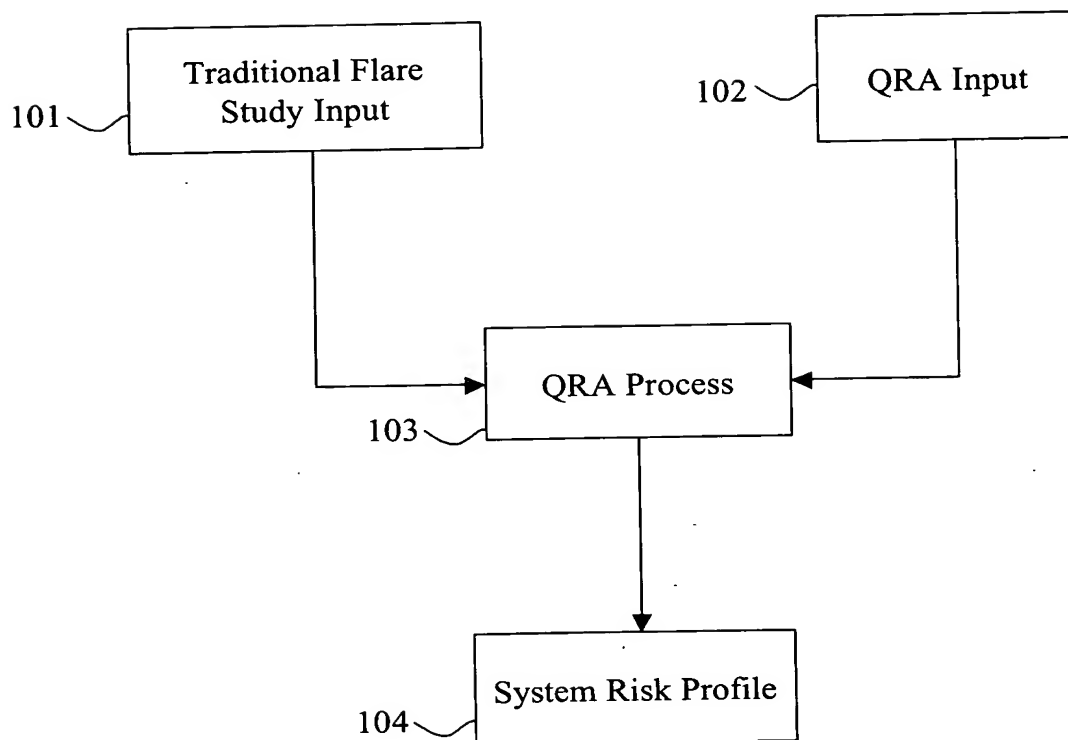 Traditional Flare
Study Input
101
QRA Input
102
QRA Process
103
System Risk Profile
104